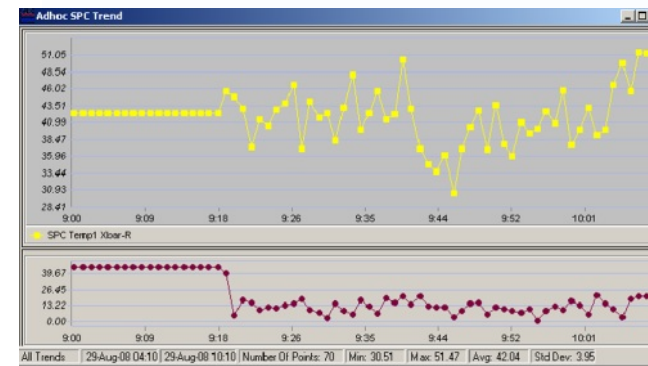 Adhoc SPC Trend
51.05
48.54
46.02
43.51
40.99
38.47
35.96
33.44
30.93
28.41
9:00 9:09 9:18 9:26 9:35 9:44 9:52 10:01
SPC Temp1 Xbar-R
39.67
26.45
13.22
0.00
9:00 9:09 9:18 9:26 9:35 9:44 9:52 10:01
All Trends 29-Aug-08 04:10 29-Aug-08 10:10 Number Of Points: 70 Min: 30.51 Max: 51.47 Avg: 42.04 Std Dev: 3.95